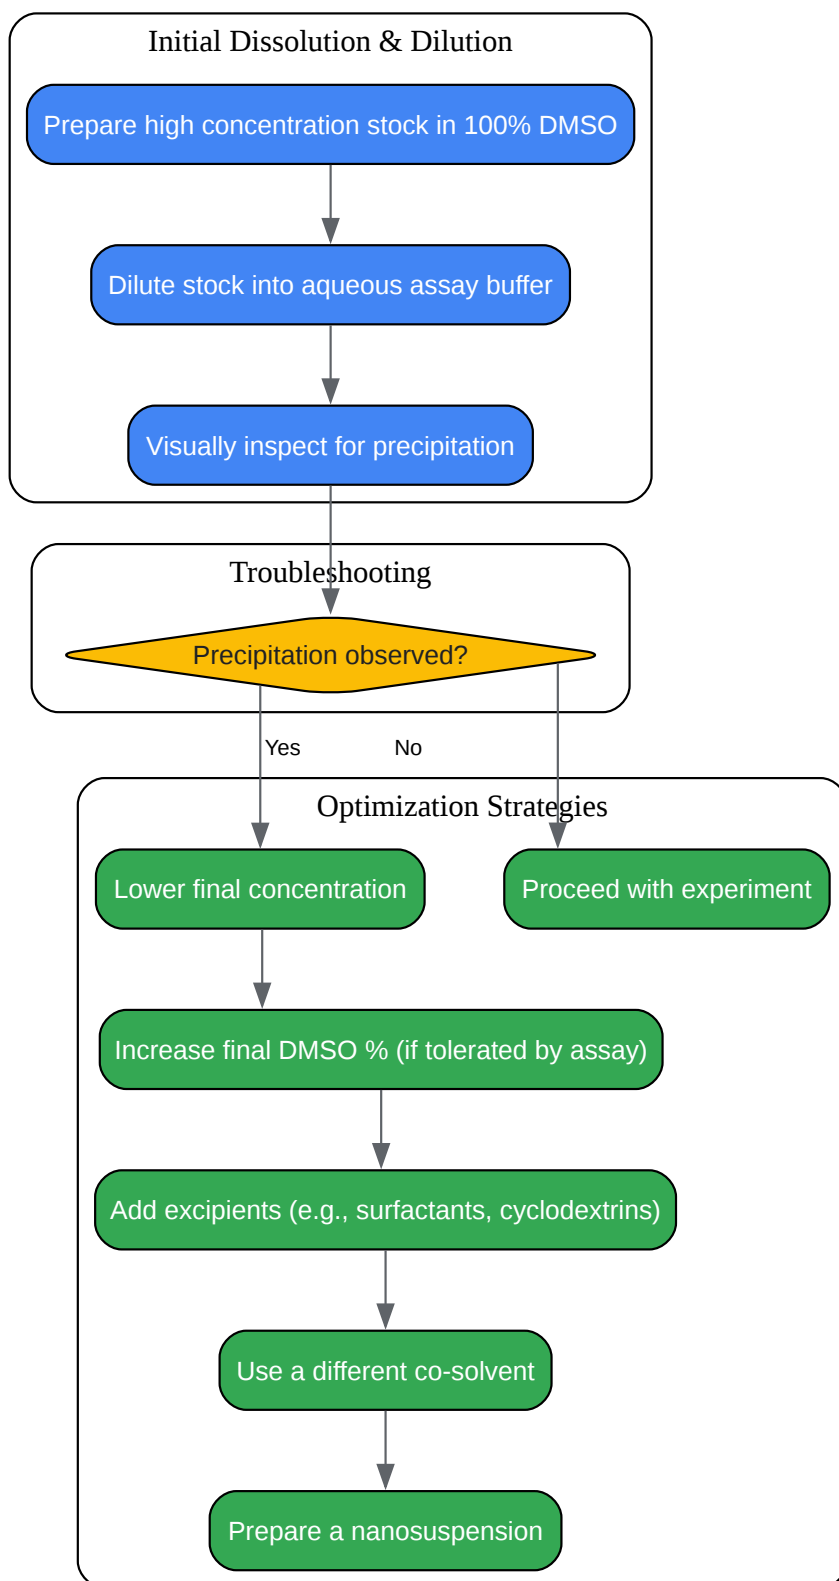 Initial Dissolution & Dilution
Prepare high concentration stock in 100% DMSO
Dilute stock into aqueous assay buffer
Visually inspect for precipitation
Troubleshooting
Precipitation observed?
Yes
No
Optimization Strategies
Lower final concentration
Proceed with experiment
Increase final DMSO % (if tolerated by assay)
Add excipients (e.g., surfactants, cyclodextrins)
Use a different co-solvent
Prepare a nanosuspension